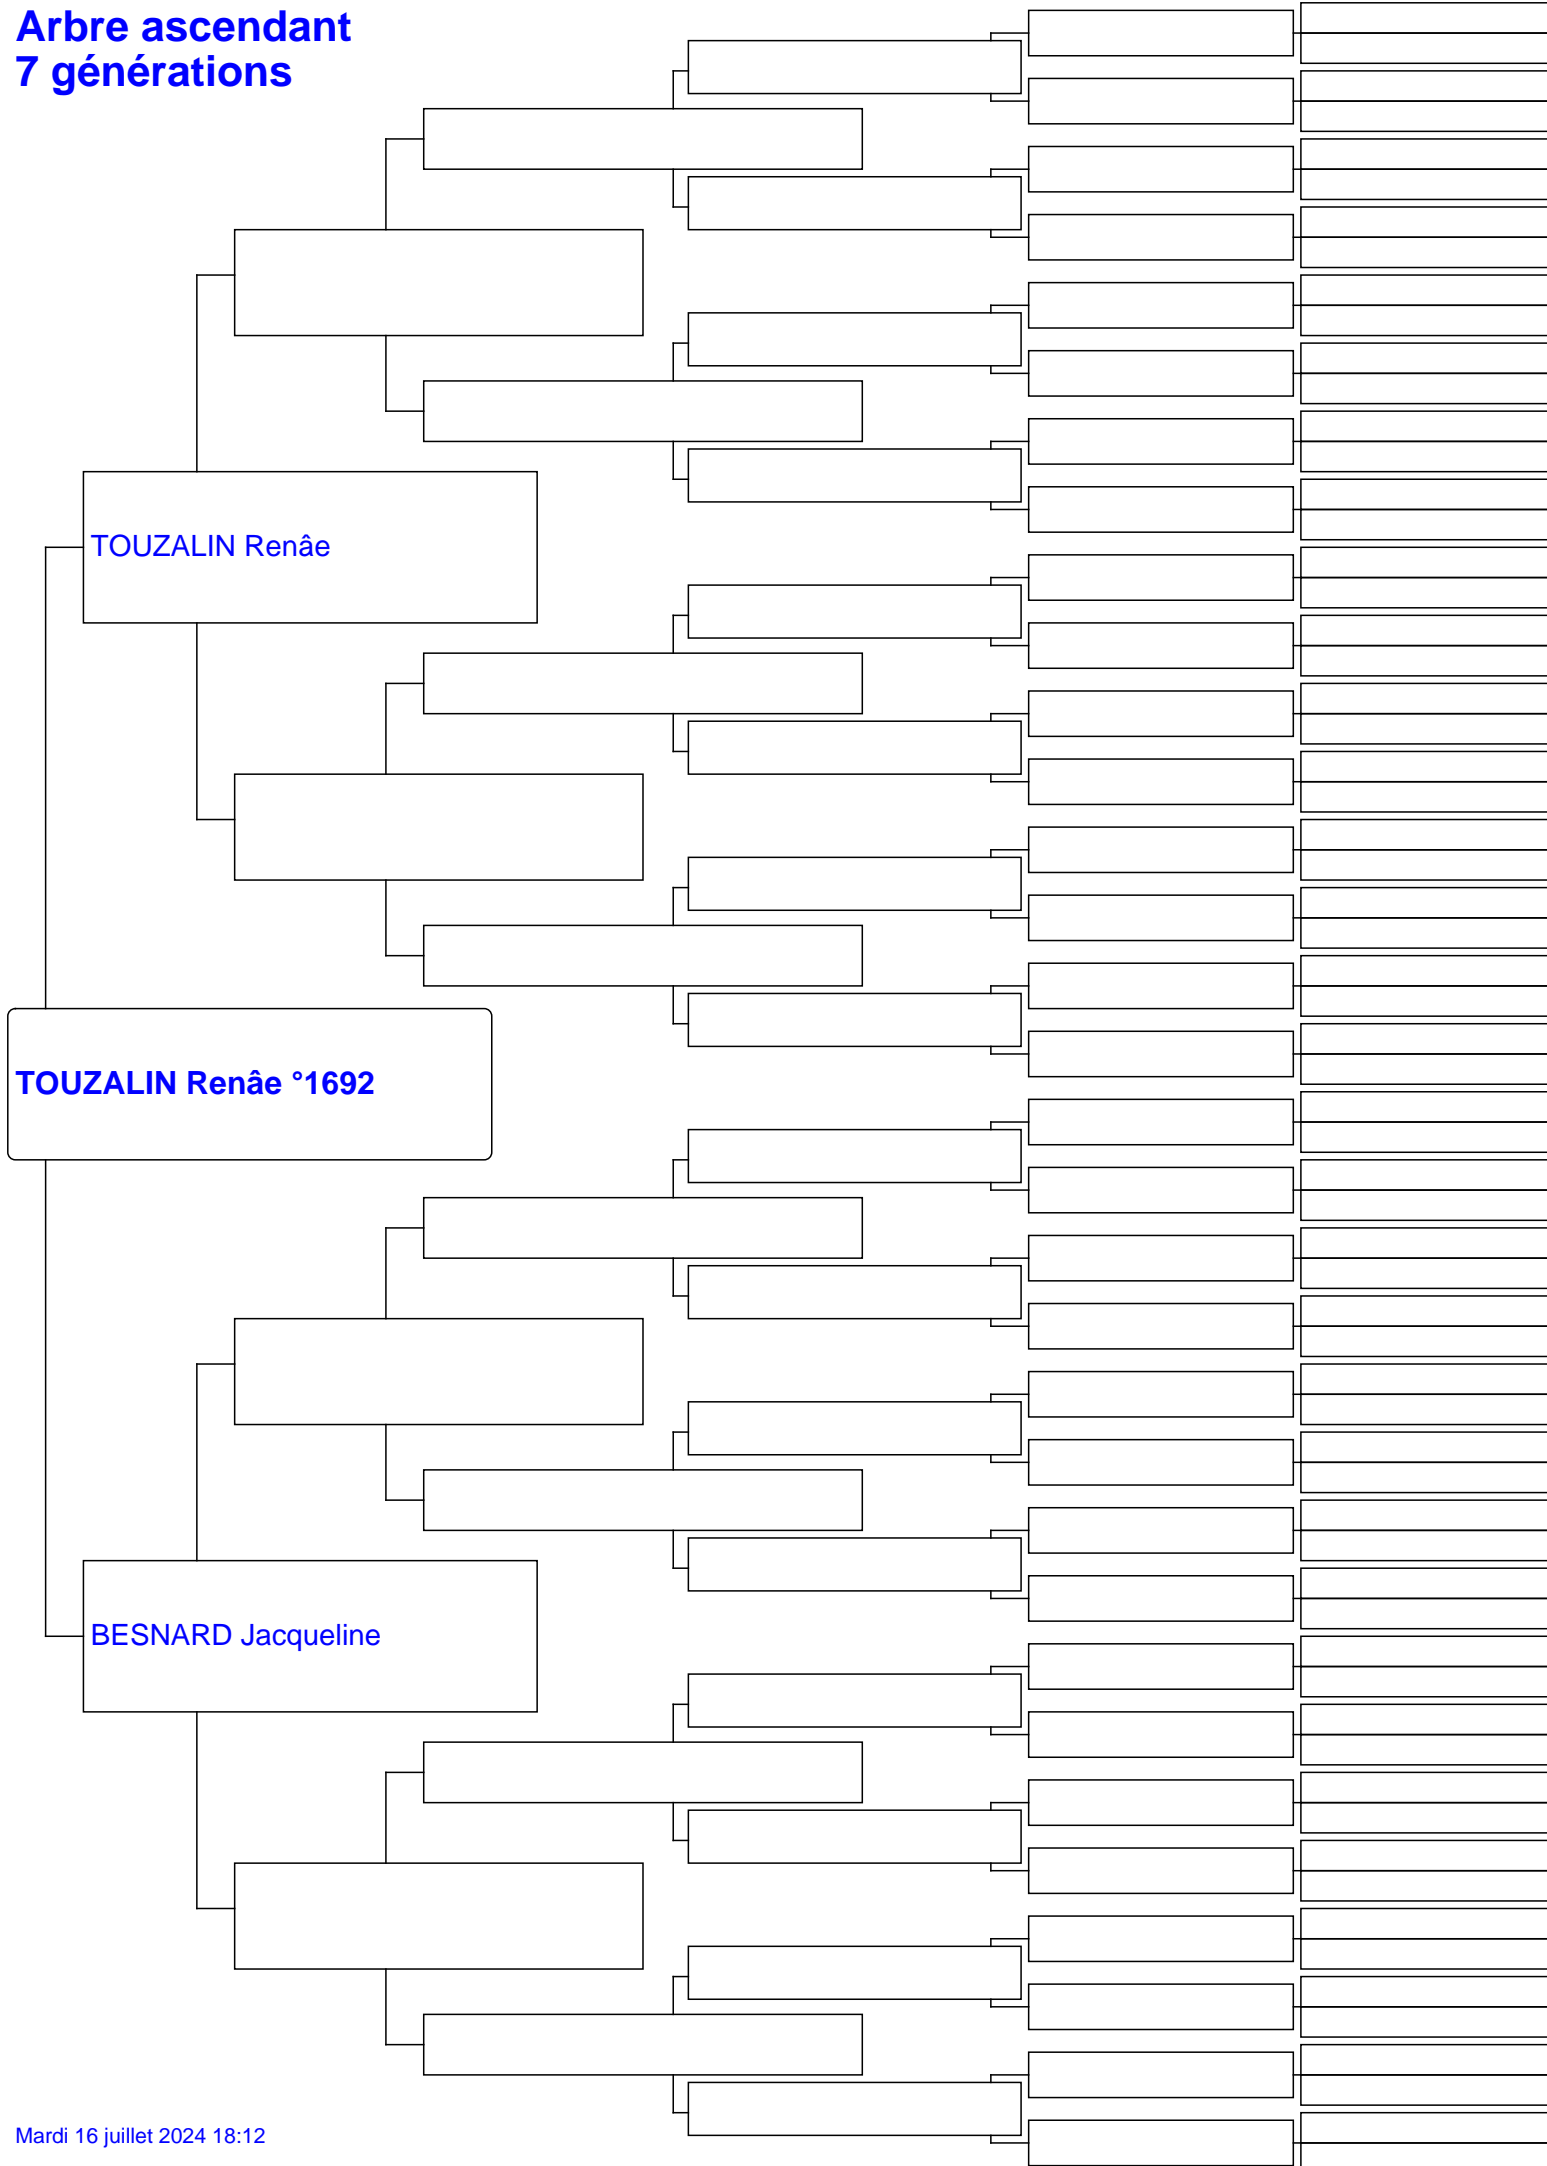 Arbre ascendant
7 générations
TOUZALIN Renâe
TOUZALIN Renâe °1692
BESNARD Jacqueline
Mardi 16 juillet 2024 18:12